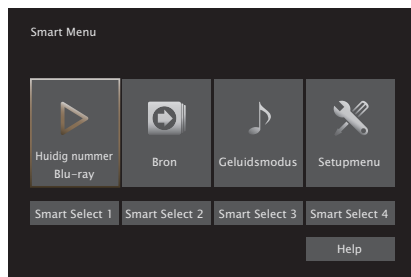 Smart Menu
Huidig nummer
Blu-ray
Bron
Geluidsmodus
Setupmenu
Smart Select 1
Smart Select 2
Smart Select 3
Smart Select 4
Help